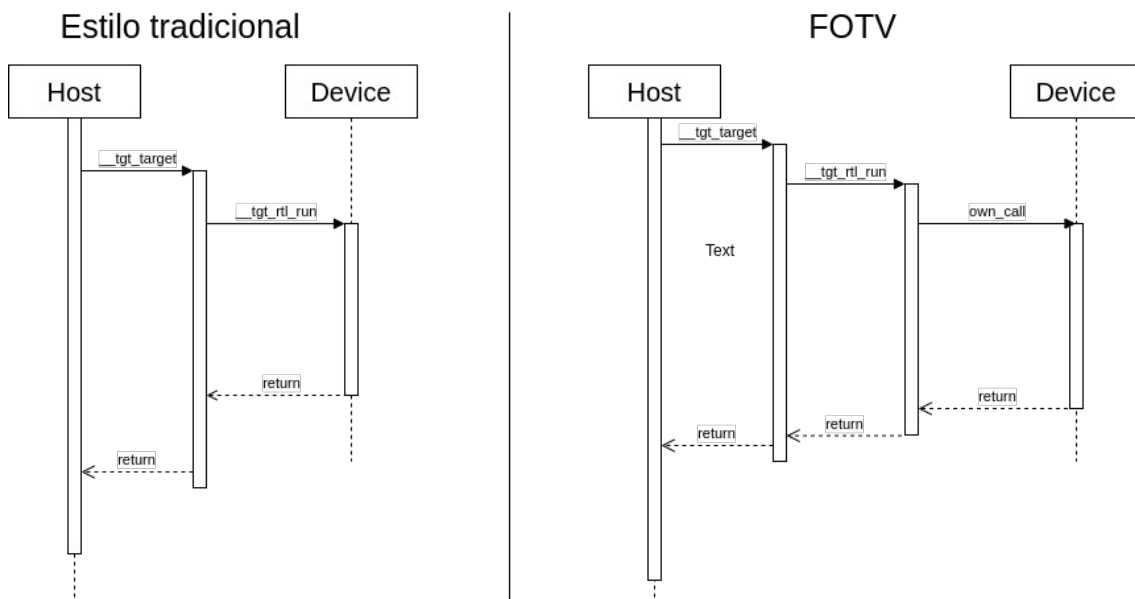 Estilo tradicional
Host
Device
__tgt_target
__tgt_rtl_run
return
return
FOTV
Host
Device
__tgt_target
__tgt_rtl_run
own_call
Text
return
return
return